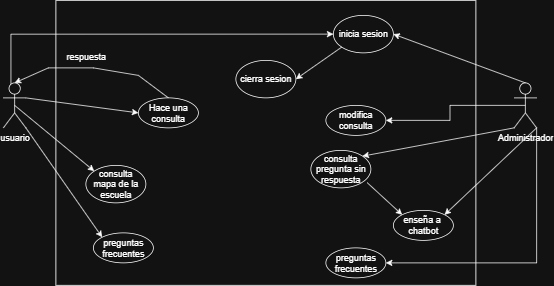 inicia sesion
respuesta
cierra sesion
Hace una
consulta
modifica
consulta
usuario
Administrador
consulta
pregunta sin
respuesta
consulta
mapa de la
escuela
enseña a
chatbot
preguntas
frecuentes
preguntas
frecuentes